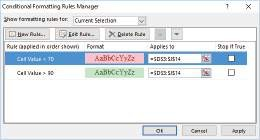 Conditional Formatting Rules Manager
Show formatting rules for: Current Selection
New Rule... Edit Rule... Delete Rule
Rule (applied in order shown) Format Applies to Stop If True
Cell Value < 70 AaBbCcYyZz =$D$3:$J$14
Cell Value > 90 AaBbCcYyZz =$D$3:$J$14
OK Cancel Apply